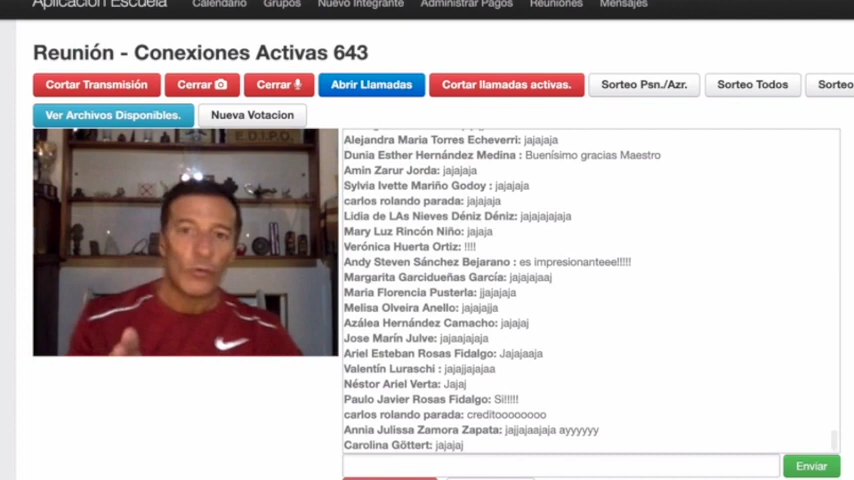 Aplicación Escuela Calendario Grupos Nuevo Integrante Administrar Pagos Reuniones Mensajes
Reunión - Conexiones Activas 643
Cortar Transmisión Cerrar Cerrar Abrir Llamadas Cortar llamadas activas. Sorteo Psn./Azr. Sorteo Todos Sorteo
Ver Archivos Disponibles. Nueva Votacion
E.D.I.P.O.
Alejandra Maria Torres Echeverri: jajajaja
Dunia Esther Hernández Medina : Buenísimo gracias Maestro
Amin Zarur Jorda: jajajaja
Sylvia Ivette Mariño Godoy : jajajaja
carlos rolando parada: jajajaja
Lidia de LAs Nieves Déniz Déniz: jajajajajaja
Mary Luz Rincón Niño: jajaja
Verónica Huerta Ortiz: !!!!
Andy Steven Sánchez Bejarano : es impresionanteee!!!!!
Margarita Garcidueñas García: jajajajaaj
Maria Florencia Pusterla: jjajajaja
Melisa Olveira Anello: jajajajja
Azálea Hernández Camacho: jajajaj
Jose Marín Julve: jajaajajaja
Ariel Esteban Rosas Fidalgo: Jajajaaja
Valentín Luraschi : jajajjajajaa
Néstor Ariel Verta: Jajaj
Paulo Javier Rosas Fidalgo: Si!!!!!
carlos rolando parada: creditoooooooo
Annia Julissa Zamora Zapata: jajjajaajaja ayyyyyy
Carolina Göttert: jajajaj
Enviar